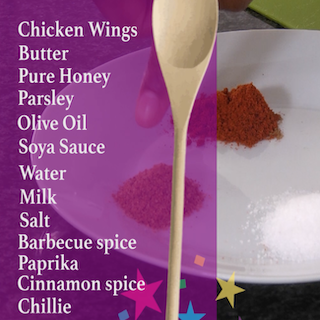 Chicken Wings
Butter
Pure Honey
Parsley
Olive Oil
Soya Sauce
Water
Milk
Salt
Barbecue spice
Paprika
Cinnamon spice
Chillie